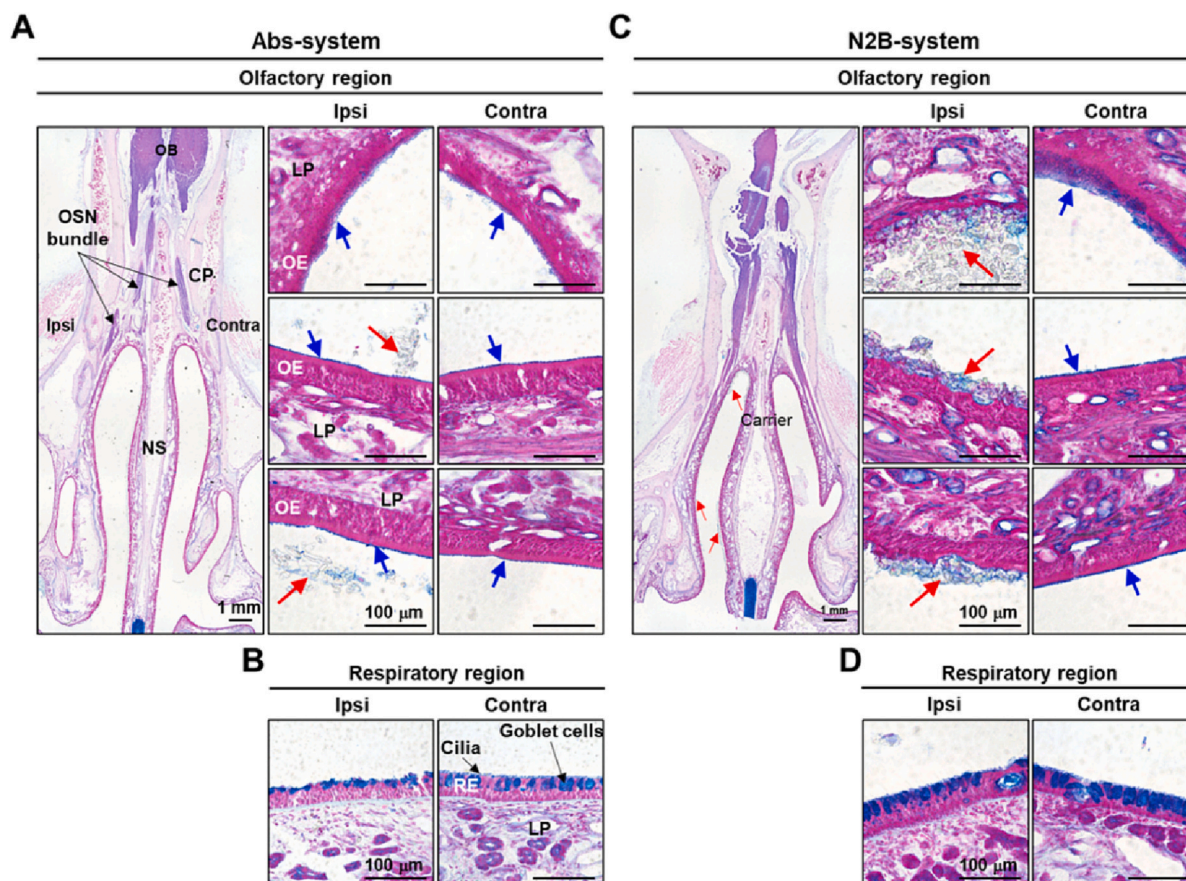 A
Abs-system
Olfactory region
Ipsi
Contra
OB
OSN
bundle
CP
Ipsi
Contra
NS
1 mm
LP
OE
OE
LP
OE
LP
100 μm
B
Respiratory region
Ipsi
Contra
Cilia
Goblet cells
RE
LP
100 μm
C
N2B-system
Olfactory region
Ipsi
Contra
Carrier
1 mm
100 μm
D
Respiratory region
Ipsi
Contra
100 μm